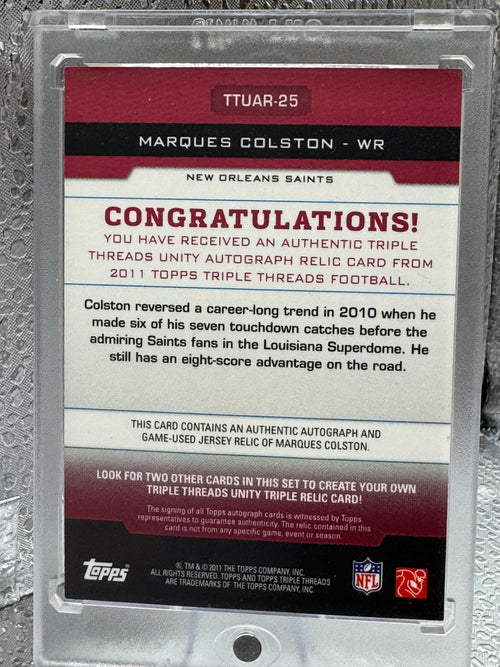 TTUAR-25
MARQUES COLSTON - WR
NEW ORLEANS SAINTS
CONGRATULATIONS!
YOU HAVE RECEIVED AN AUTHENTIC TRIPLE
THREADS UNITY AUTOGRAPH RELIC CARD FROM
2011 TOPPS TRIPLE THREADS FOOTBALL.
Colston reversed a career-long trend in 2010 when he
made six of his seven touchdown catches before the
admiring Saints fans in the Louisiana Superdome. He
still has an eight-score advantage on the road.
THIS CARD CONTAINS AN AUTHENTIC AUTOGRAPH AND
GAME-USED JERSEY RELIC OF MARQUES COLSTON.
LOOK FOR TWO OTHER CARDS IN THIS SET TO CREATE YOUR OWN
TRIPLE THREADS UNITY TRIPLE RELIC CARD!
The signing of all Topps autograph cards is witnessed by Topps
representatives to guarantee authenticity. The relic contained in this
card is not from any specific game, event or season.
Topps
®, TM & © 2011 THE TOPPS COMPANY, INC.
ALL RIGHTS RESERVED. TOPPS AND TOPPS TRIPLE THREADS
ARE TRADEMARKS OF THE TOPPS COMPANY, INC.
NFL